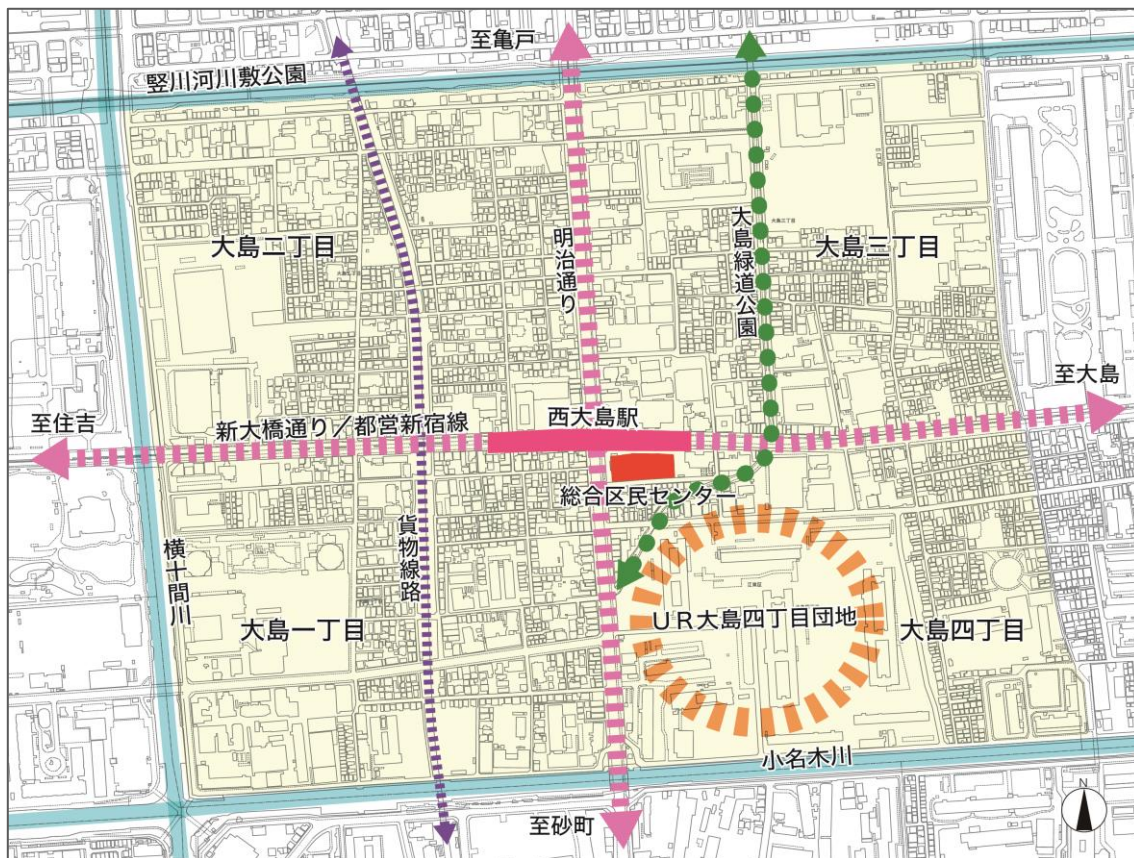 至亀戸
竪川河川敷公園
大島二丁目
明治通り
大島緑道公園
大島三丁目
至住吉
新大橋通り／都営新宿線
西大島駅
至大島
総合区民センター
横十間川
貨物線路
大島一丁目
UR大島四丁目団地
大島四丁目
小名木川
至砂町
N